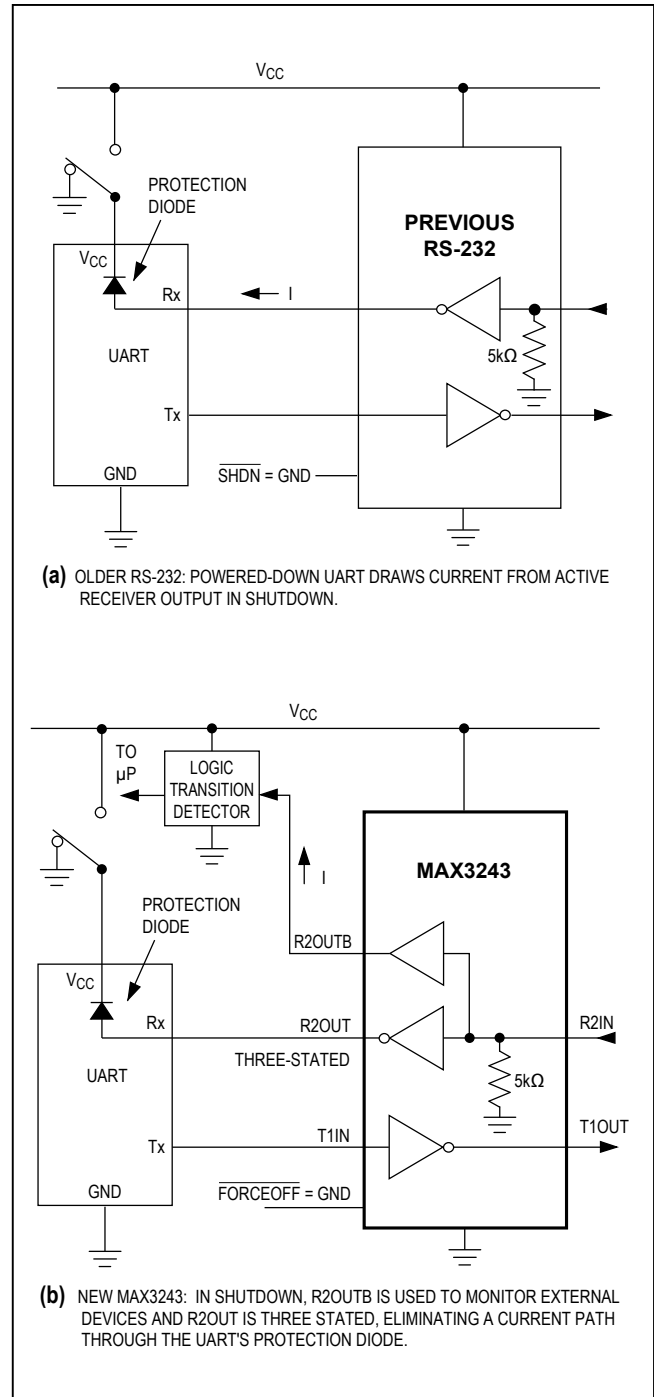 VCC
PROTECTION
DIODE
VCC
Rx
I
PREVIOUS
RS-232
5kΩ
UART
Tx
GND
SHDN = GND
(a) OLDER RS-232: POWERED-DOWN UART DRAWS CURRENT FROM ACTIVE
RECEIVER OUTPUT IN SHUTDOWN.
VCC
TO
µP
LOGIC
TRANSITION
DETECTOR
I
MAX3243
PROTECTION
DIODE
R2OUTB
VCC
Rx
R2OUT
R2IN
THREE-STATED
5kΩ
UART
T1IN
T1OUT
Tx
GND
FORCEOFF = GND
(b) NEW MAX3243: IN SHUTDOWN, R2OUTB IS USED TO MONITOR EXTERNAL
DEVICES AND R2OUT IS THREE STATED, ELIMINATING A CURRENT PATH
THROUGH THE UART'S PROTECTION DIODE.